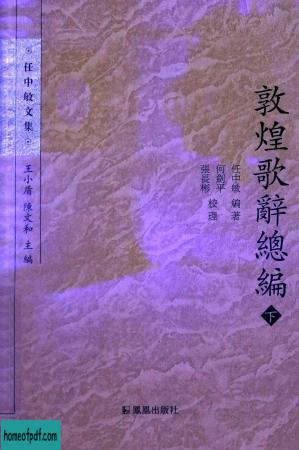 敦煌歌辭總編
下
任中敏 編著
何劍平
張長彬 校理
◎任中敏文集◎
王小盾 陳文和 主編
鳳凰出版社
homeofpdf.com